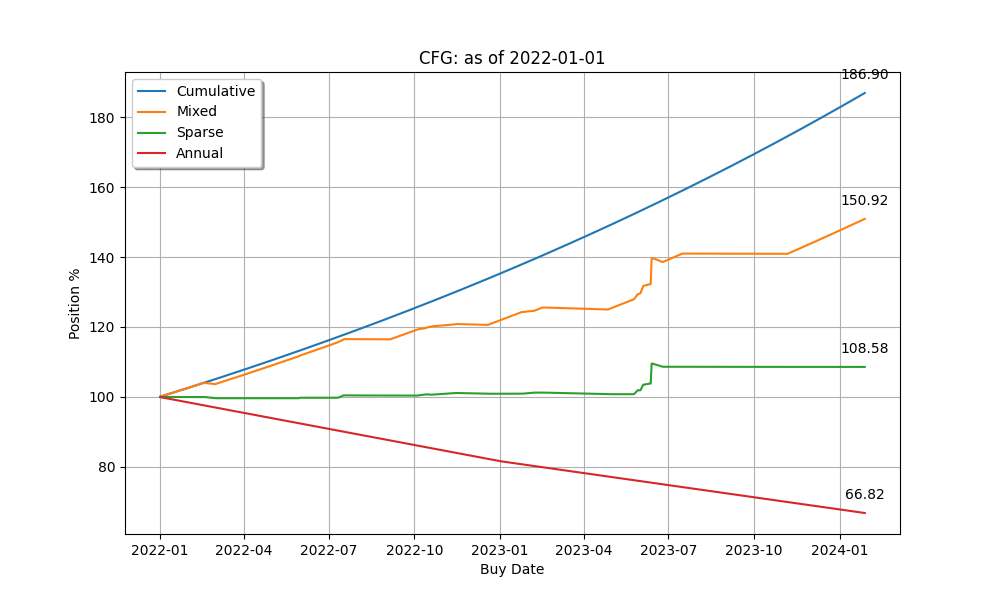 CFG: as of 2022-01-01
Cumulative
Mixed
Sparse
Annual
186.90
150.92
108.58
66.82
180
160
140
120
100
80
Position %
2022-01 2022-04 2022-07 2022-10 2023-01 2023-04 2023-07 2023-10 2024-01
Buy Date